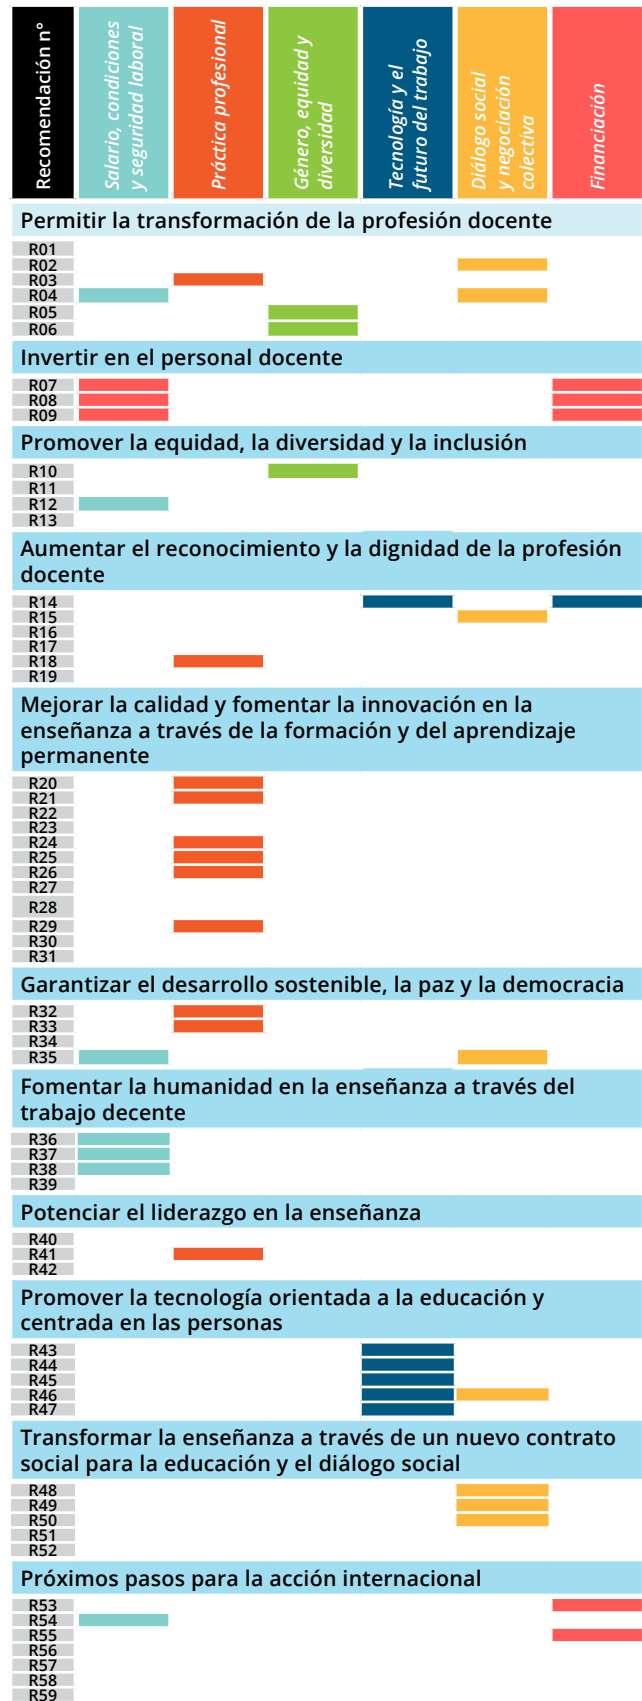 Recomendación n°
Salario, condiciones
y seguridad laboral
Práctica profesional
Género, equidad y
diversidad
Tecnología y el
futuro del trabajo
Diálogo social
y negociación
colectiva
Financiación
Permitir la transformación de la profesión docente
R01
R02
R03
R04
R05
R06
Invertir en el personal docente
R07
R08
R09
Promover la equidad, la diversidad y la inclusión
R10
R11
R12
R13
Aumentar el reconocimiento y la dignidad de la profesión
docente
R14
R15
R16
R17
R18
R19
Mejorar la calidad y fomentar la innovación en la
enseñanza a través de la formación y del aprendizaje
permanente
R20
R21
R22
R23
R24
R25
R26
R27
R28
R29
R30
R31
Garantizar el desarrollo sostenible, la paz y la democracia
R32
R33
R34
R35
Fomentar la humanidad en la enseñanza a través del
trabajo decente
R36
R37
R38
R39
Potenciar el liderazgo en la enseñanza
R40
R41
R42
Promover la tecnología orientada a la educación y
centrada en las personas
R43
R44
R45
R46
R47
Transformar la enseñanza a través de un nuevo contrato
social para la educación y el diálogo social
R48
R49
R50
R51
R52
Próximos pasos para la acción internacional
R53
R54
R55
R56
R57
R58
R59